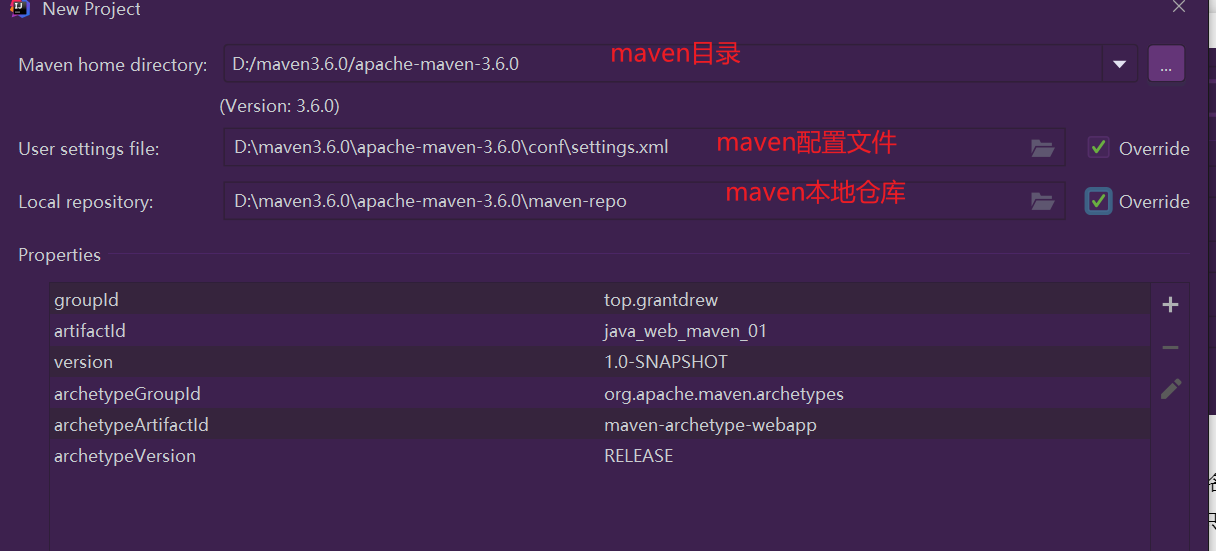 New Project
Maven home directory: D:/maven3.6.0/apache-maven-3.6.0 maven目录 ...
(Version: 3.6.0)
User settings file: D:\maven3.6.0\apache-maven-3.6.0\conf\settings.xml maven配置文件 Override
Local repository: D:\maven3.6.0\apache-maven-3.6.0\maven-repo maven本地仓库 Override
Properties
groupId top.grantdrew
artifactId java_web_maven_01
version 1.0-SNAPSHOT
archetypeGroupId org.apache.maven.archetypes
archetypeArtifactId maven-archetype-webapp
archetypeVersion RELEASE